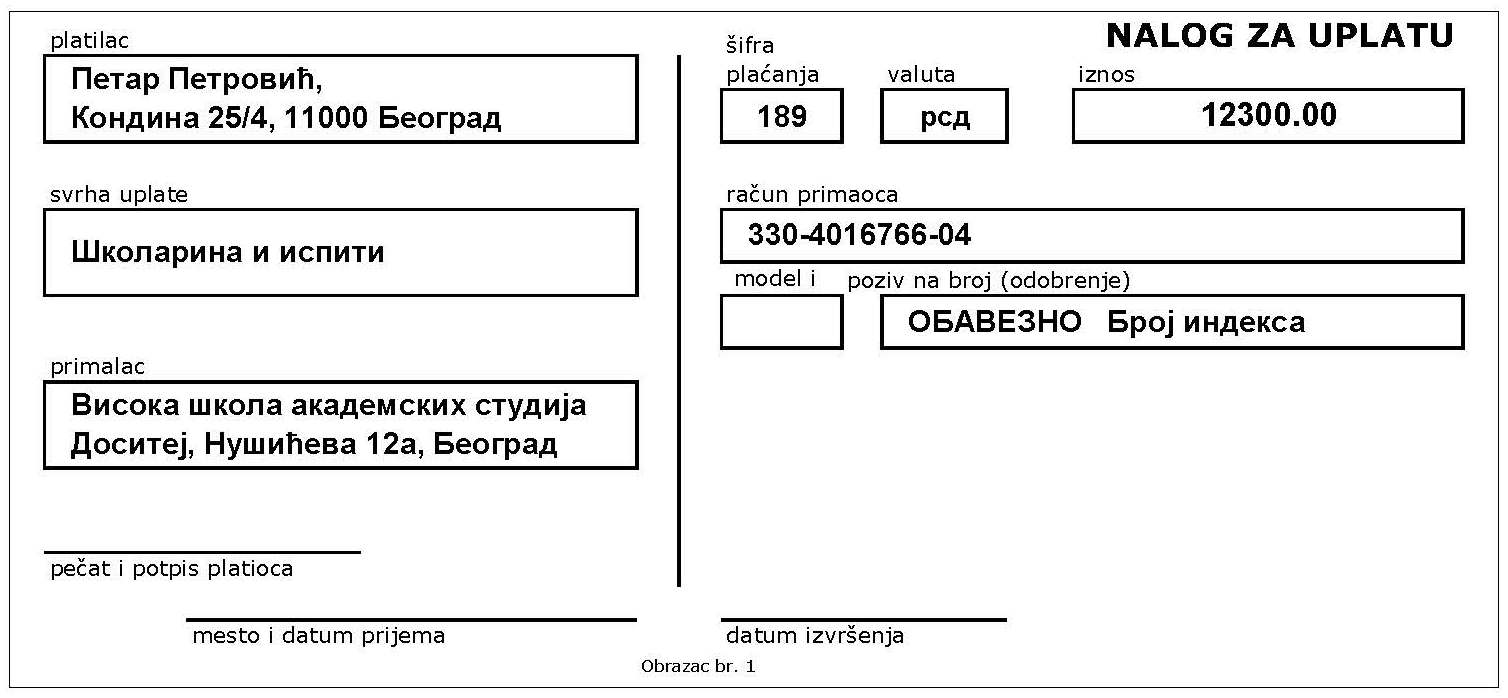 NALOG ZA UPLATU
platilac
Петар Петровић,
Кондина 25/4, 11000 Београд
svrha uplate
Школарина и испити
primalac
Висока школа академских студија
Доситеј, Нушићева 12а, Београд
pečat i potpis platioca
mesto i datum prijema
šifra
plaćanja
189
valuta
рсд
iznos
12300.00
račun primaoca
330-4016766-04
model i
poziv na broj (odobrenje)
ОБАВЕЗНО Број индекса
datum izvršenja
Obrazac br. 1